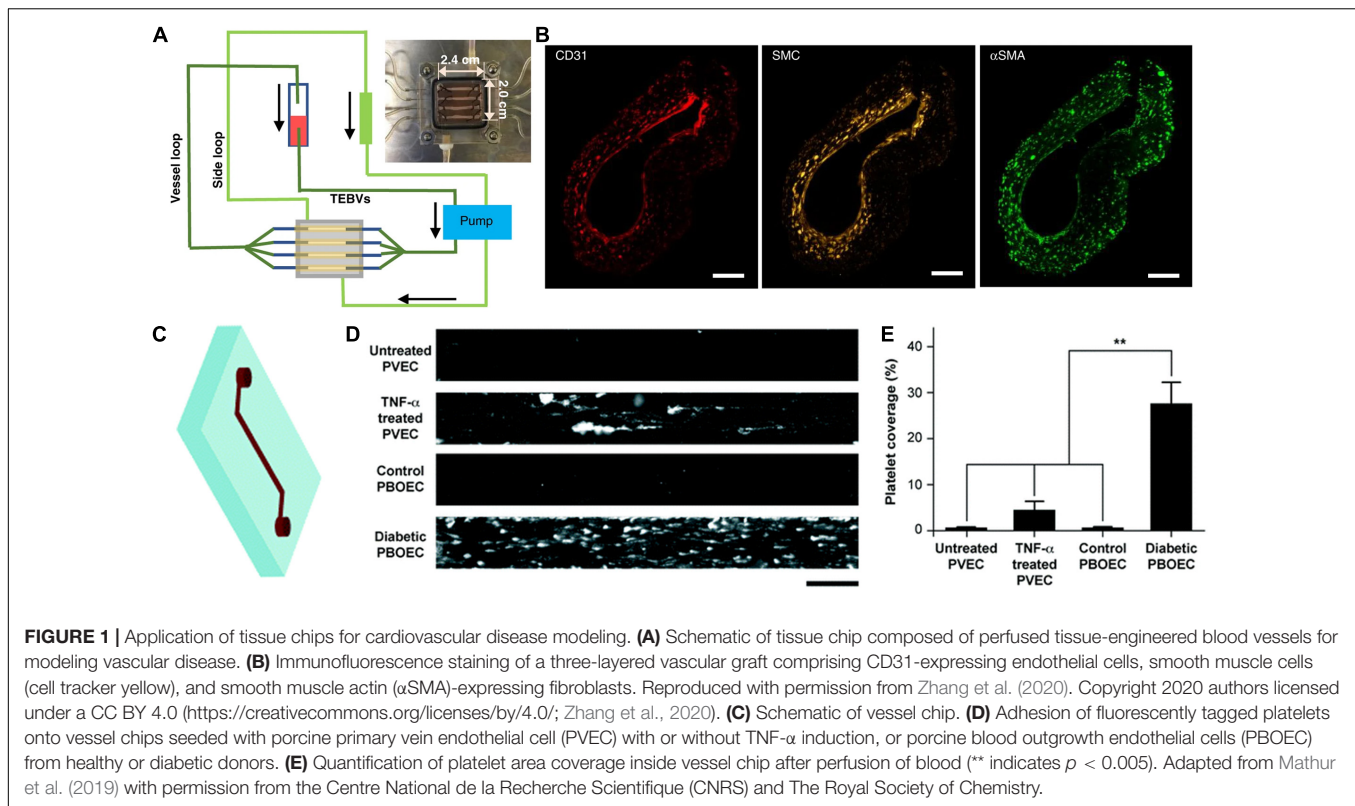 A
2.4 cm
2.0 cm
Vessel loop
Side loop
TEBVs
Pump
B
CD31
SMC
αSMA
C
D
Untreated
PVEC
TNF-α
treated
PVEC
Control
PBOEC
Diabetic
PBOEC
E
**
Platelet coverage (%)
40
30
20
10
0
Untreated
PVEC
TNF-α
treated
PVEC
Control
PBOEC
Diabetic
PBOEC
FIGURE 1 | Application of tissue chips for cardiovascular disease modeling. (A) Schematic of tissue chip composed of perfused tissue-engineered blood vessels for
modeling vascular disease. (B) Immunofluorescence staining of a three-layered vascular graft comprising CD31-expressing endothelial cells, smooth muscle cells
(cell tracker yellow), and smooth muscle actin (αSMA)-expressing fibroblasts. Reproduced with permission from Zhang et al. (2020). Copyright 2020 authors licensed
under a CC BY 4.0 (https://creativecommons.org/licenses/by/4.0/; Zhang et al., 2020). (C) Schematic of vessel chip. (D) Adhesion of fluorescently tagged platelets
onto vessel chips seeded with porcine primary vein endothelial cell (PVEC) with or without TNF-α induction, or porcine blood outgrowth endothelial cells (PBOEC)
from healthy or diabetic donors. (E) Quantification of platelet area coverage inside vessel chip after perfusion of blood (** indicates p < 0.005). Adapted from Mathur
et al. (2019) with permission from the Centre National de la Recherche Scientifique (CNRS) and The Royal Society of Chemistry.